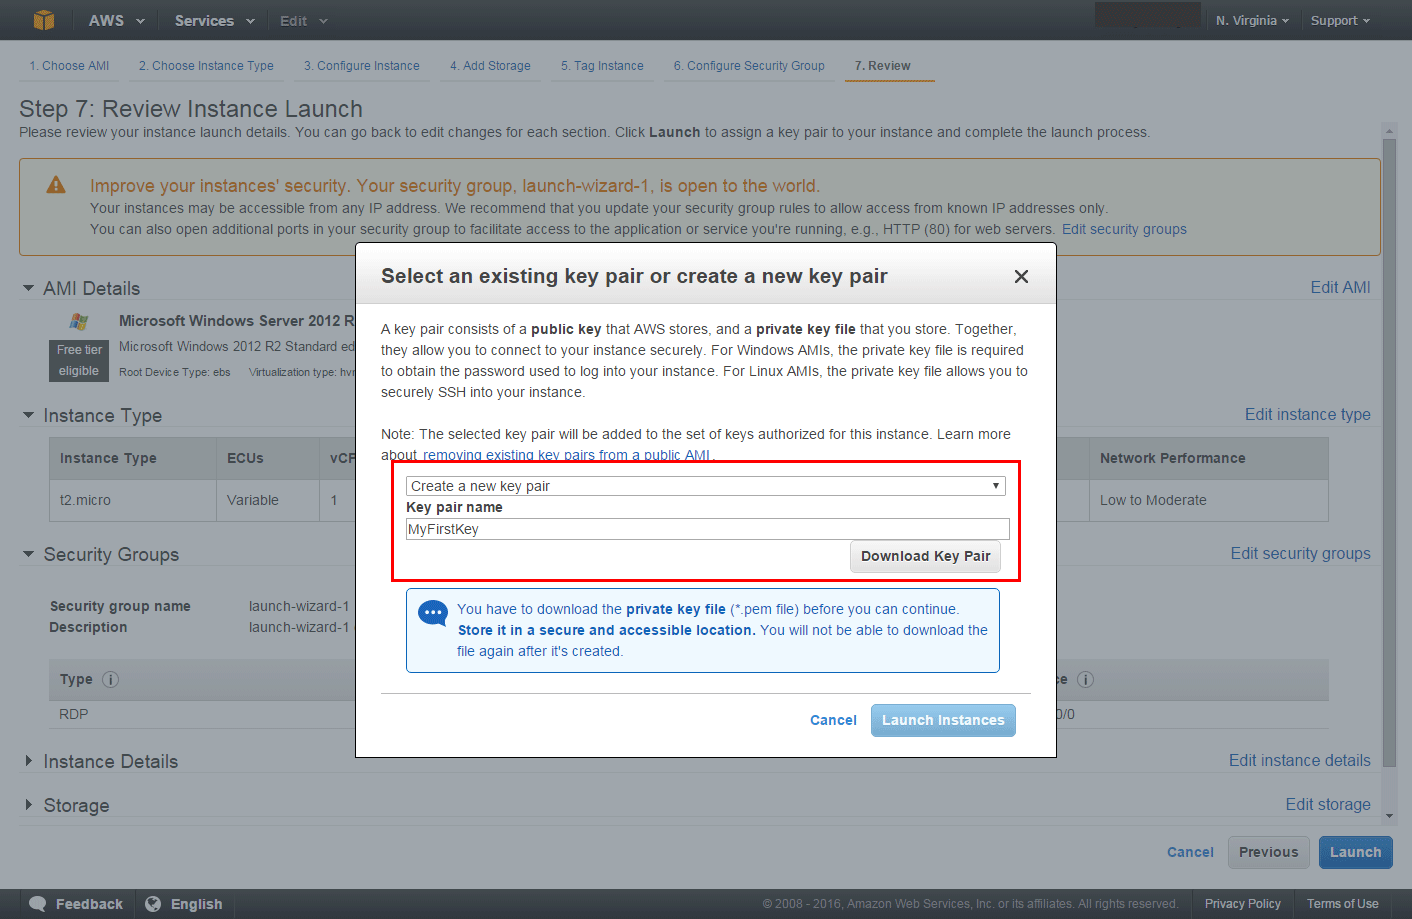 AWS Services Edit N. Virginia Support
1. Choose AMI 2. Choose Instance Type 3. Configure Instance 4. Add Storage 5. Tag Instance 6. Configure Security Group 7. Review
Step 7: Review Instance Launch
Please review your instance launch details. You can go back to edit changes for each section. Click Launch to assign a key pair to your instance and complete the launch process.
Improve your instances' security. Your security group, launch-wizard-1, is open to the world.
Your instances may be accessible from any IP address. We recommend that you update your security group rules to allow access from known IP addresses only.
You can also open additional ports in your security group to facilitate access to the application or service you're running, e.g., HTTP (80) for web servers. Edit security groups
AMI Details Edit AMI
Microsoft Windows Server 2012 R
Free tier
eligible
Microsoft Windows 2012 R2 Standard ed
Root Device Type: ebs Virtualization type: hvr
Instance Type Edit instance type
Instance Type ECUs vCP Network Performance
t2.micro Variable 1 Low to Moderate
Security Groups Edit security groups
Security group name launch-wizard-1
Description launch-wizard-1
Type ce
RDP 0/0
Instance Details Edit instance details
Storage Edit storage
Select an existing key pair or create a new key pair
A key pair consists of a public key that AWS stores, and a private key file that you store. Together,
they allow you to connect to your instance securely. For Windows AMIs, the private key file is required
to obtain the password used to log into your instance. For Linux AMIs, the private key file allows you to
securely SSH into your instance.
Note: The selected key pair will be added to the set of keys authorized for this instance. Learn more
about removing existing key pairs from a public AMI.
Create a new key pair
Key pair name
MyFirstKey
Download Key Pair
You have to download the private key file (*.pem file) before you can continue.
Store it in a secure and accessible location. You will not be able to download the
file again after it's created.
Cancel Launch Instances
Cancel Previous Launch
Feedback English © 2008 - 2016, Amazon Web Services, Inc. or its affiliates. All rights reserved. Privacy Policy Terms of Use